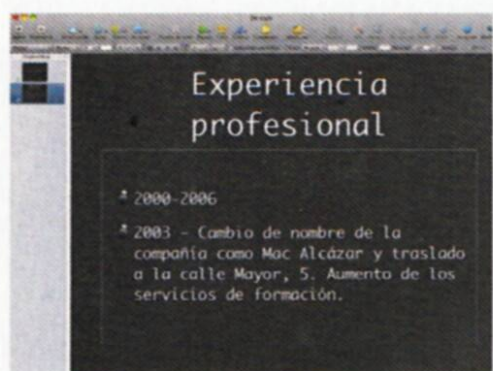 Experiencia
profesional
2000-2006
2003 - Cambio de nombre de la
compañía como Mac Alcázar y traslado
a la calle Mayor, 5. Aumento de los
servicios de formación.